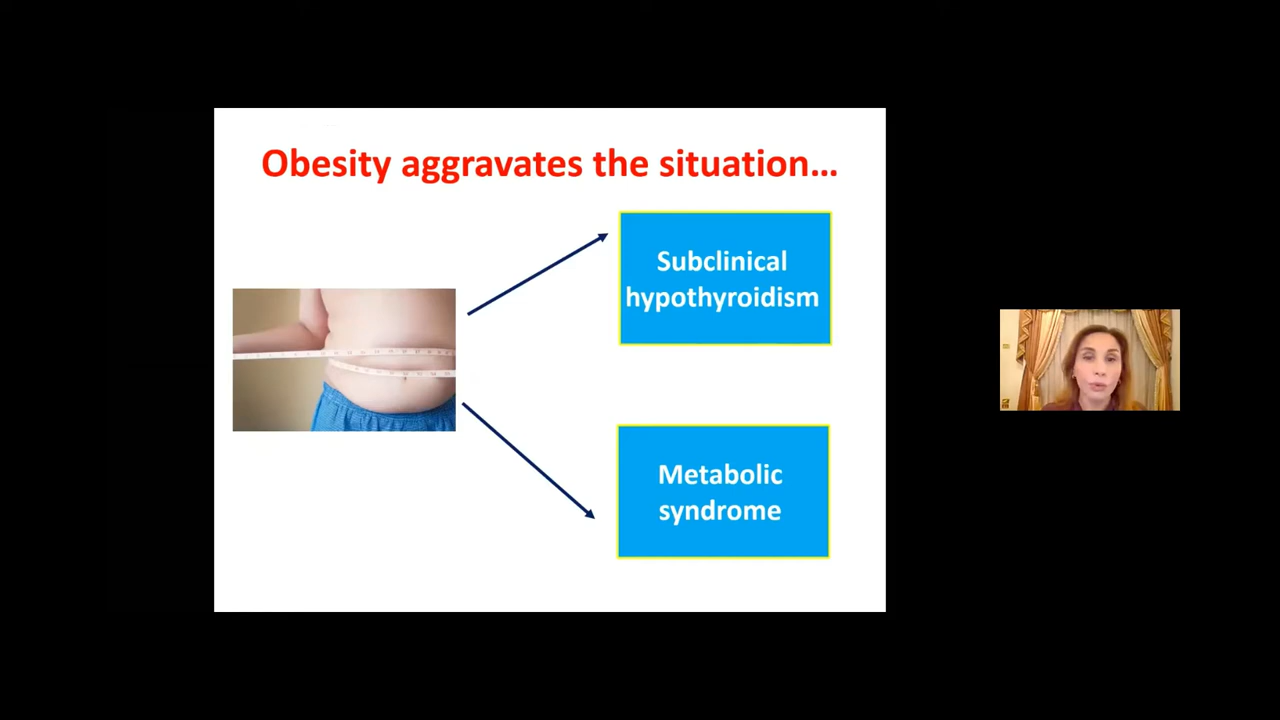 Obesity aggravates the situation...
Subclinical
hypothyroidism
Metabolic
syndrome